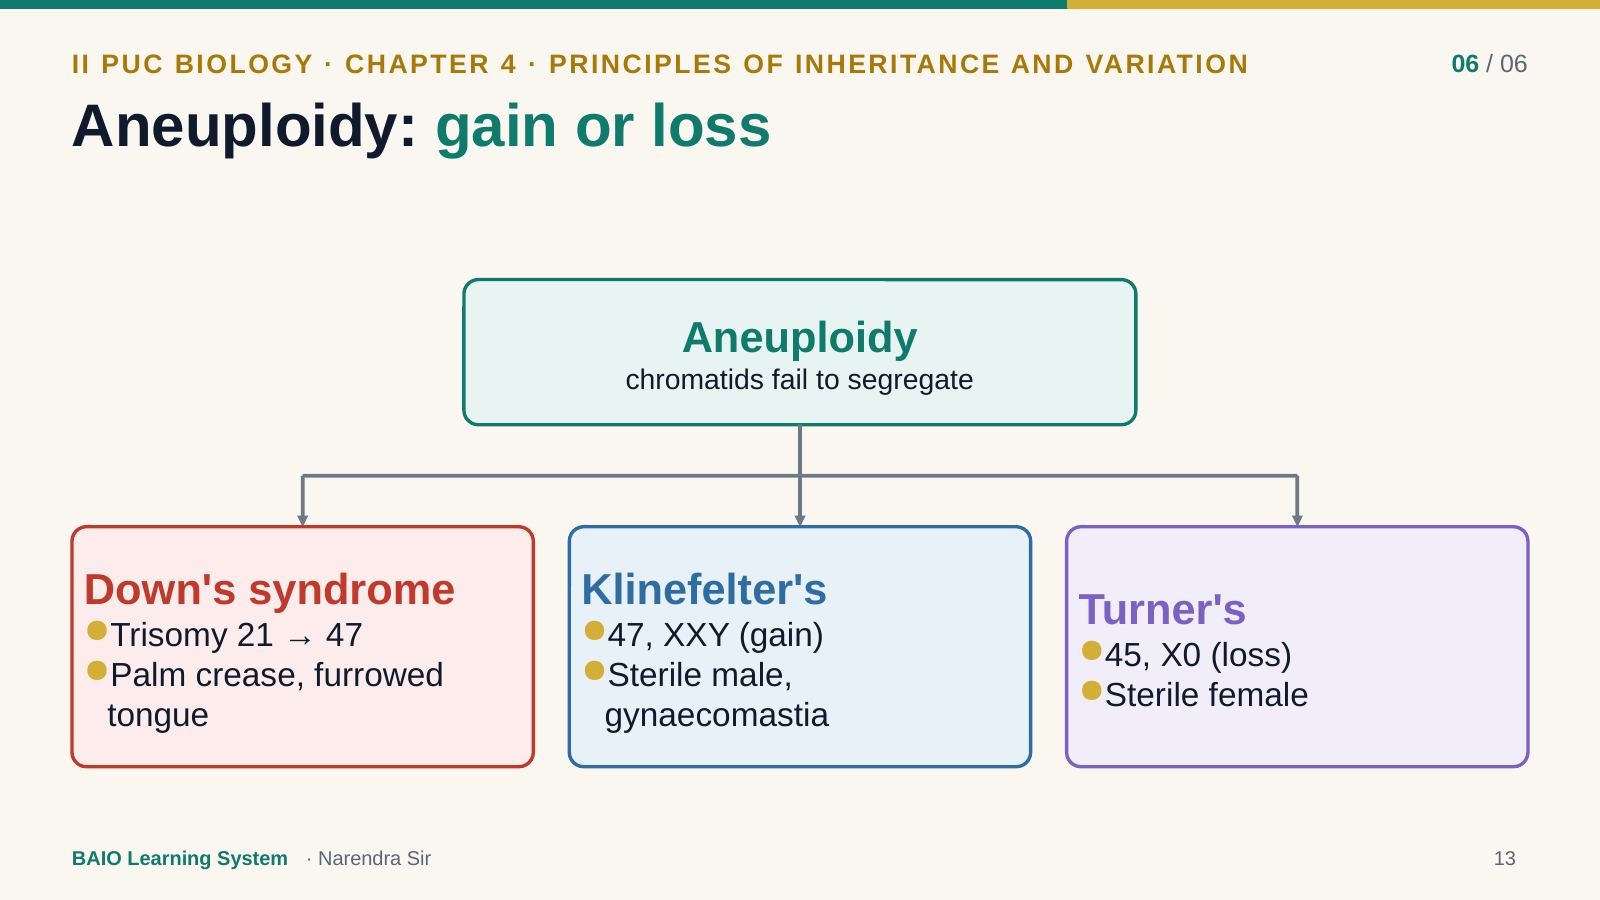 II PUC BIOLOGY · CHAPTER 4 · PRINCIPLES OF INHERITANCE AND VARIATION
06 / 06
Aneuploidy: gain or loss
Aneuploidy
chromatids fail to segregate
Down's syndrome
Trisomy 21 → 47
Palm crease, furrowed
tongue
Klinefelter's
47, XXY (gain)
Sterile male,
gynaecomastia
Turner's
45, X0 (loss)
Sterile female
BAIO Learning System · Narendra Sir
13